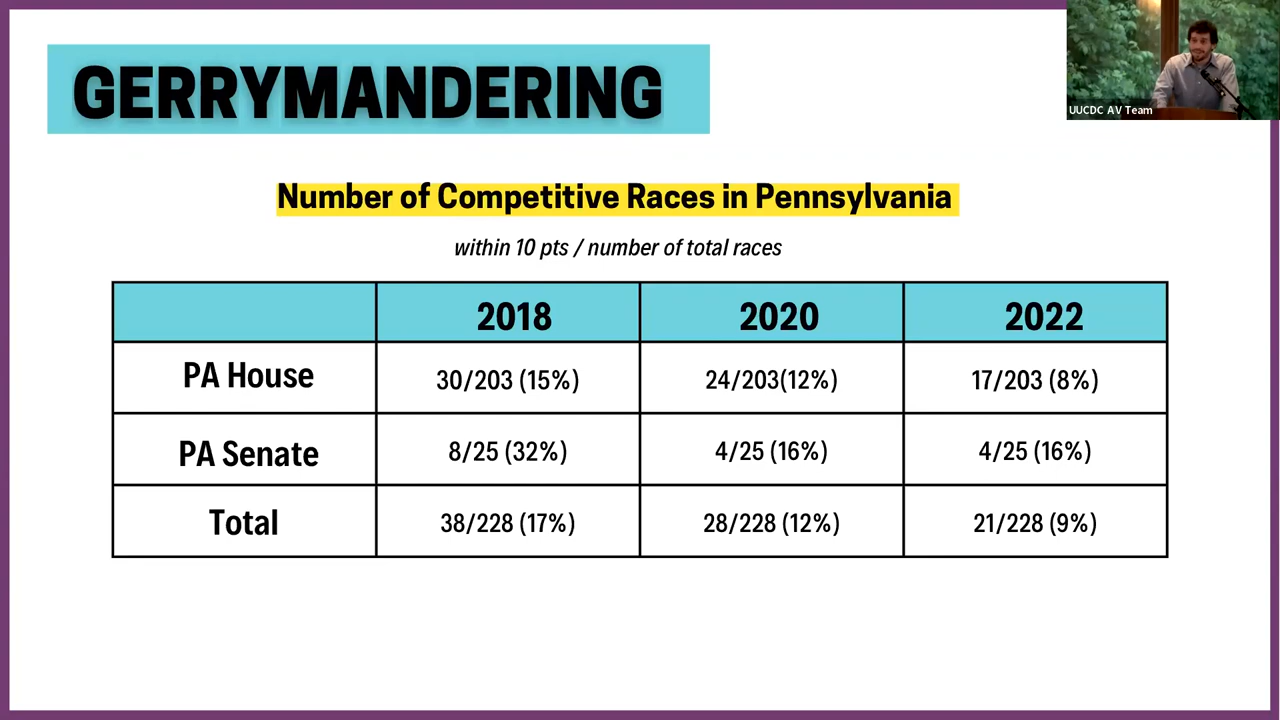 GERRYMANDERING
UUCDC AV Team
Number of Competitive Races in Pennsylvania
within 10 pts / number of total races
2018 2020 2022
PA House 30/203 (15%) 24/203(12%) 17/203 (8%)
PA Senate 8/25 (32%) 4/25 (16%) 4/25 (16%)
Total 38/228 (17%) 28/228 (12%) 21/228 (9%)